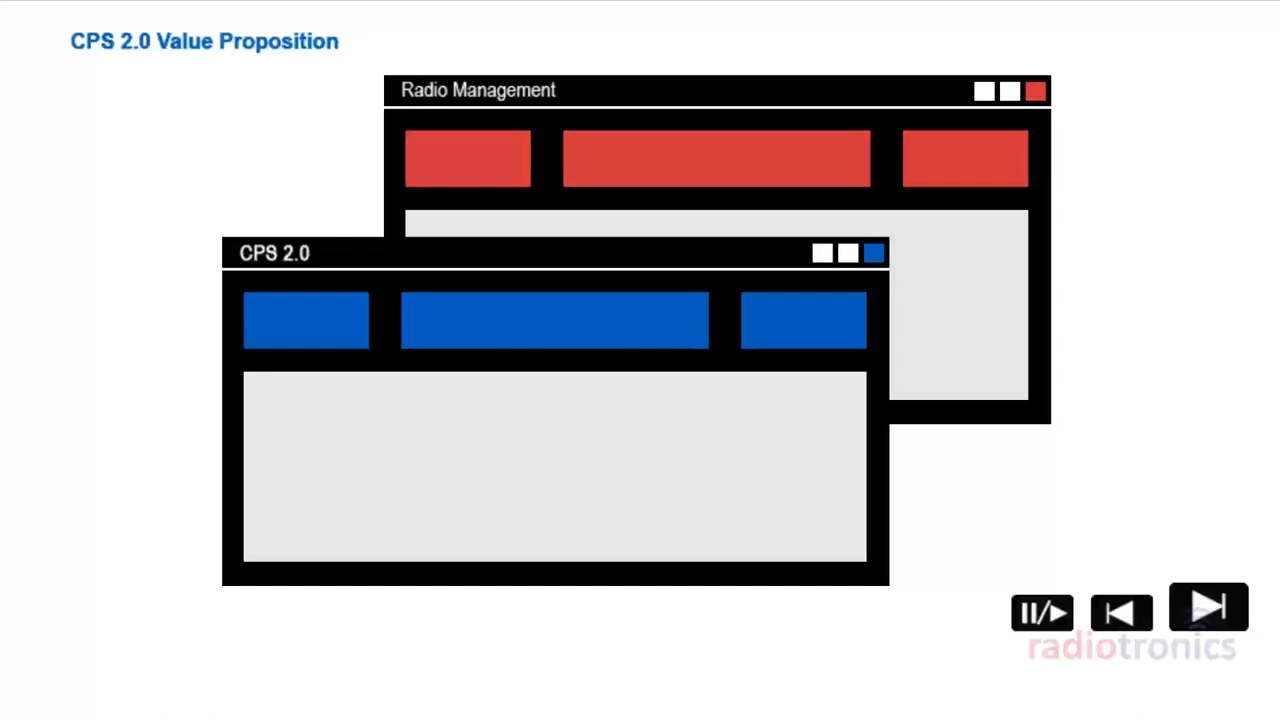 CPS 2.0 Value Proposition
Radio Management
CPS 2.0
radiotronics